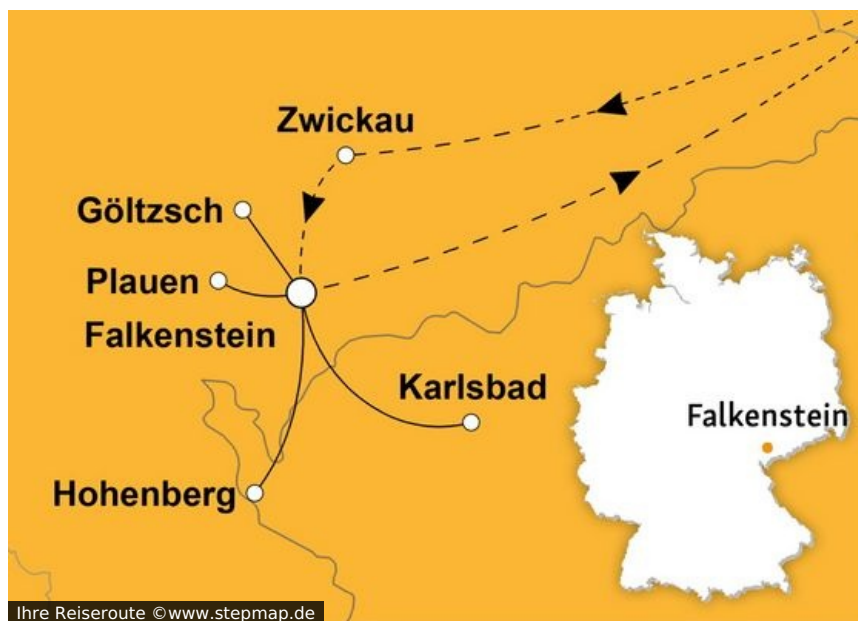 Zwickau
Göltzsch
Plauen
Falkenstein
Karlsbad
Falkenstein
Hohenberg
Ihre Reiseroute ©www.stepmap.de